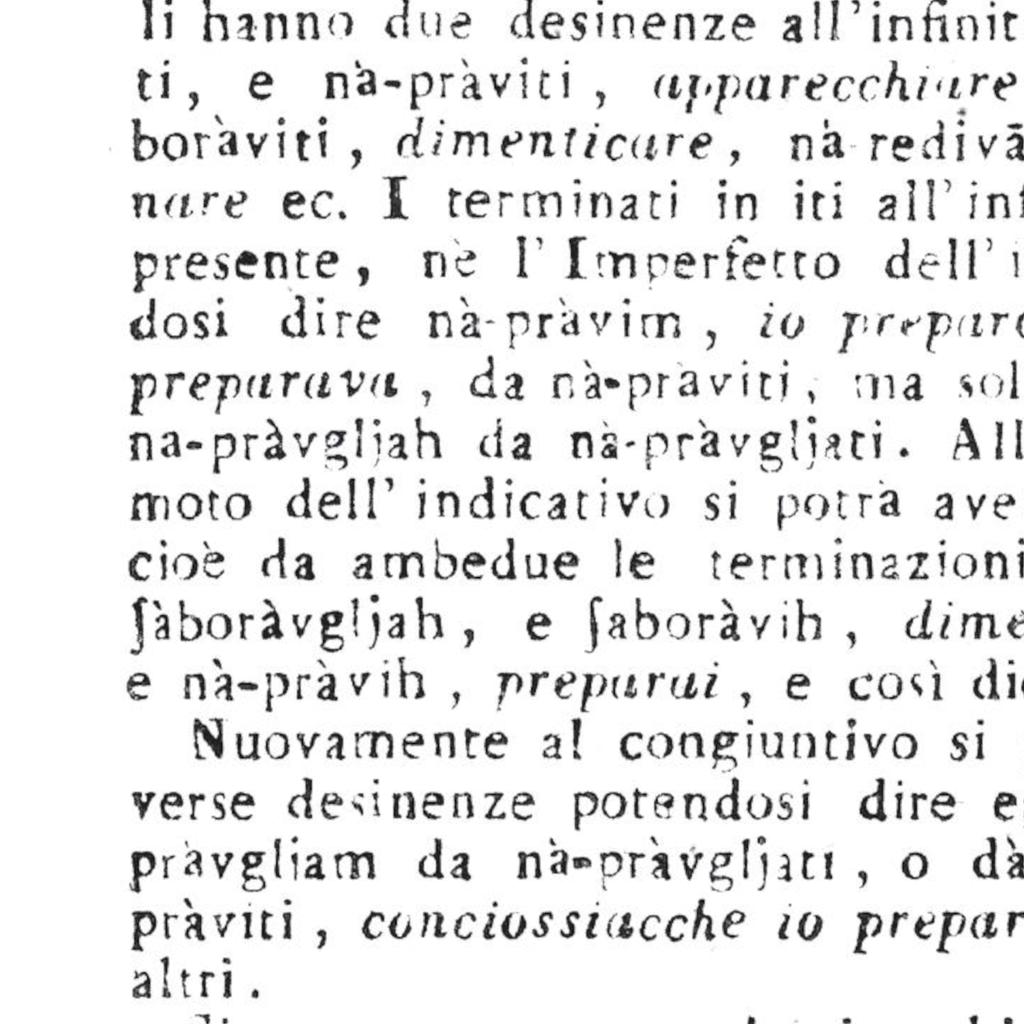 li hanno due desinenze all'infinit
ti, e nà-pràviti, apparecchiare
boràviti, dimenticare, nà-redivā
nare ec. I terminati in iti all'inf
presente, nè l'Imperfetto dell'i
dosi dire nà-pràvim, io prepar
preparava, da nà-pràviti, ma sol
na-pràvgljah da nà-pràvgljati. All
moto dell'indicativo si potrà ave
cioè da ambedue le terminazioni
ſàboràvgljah, e ſaboràvih, dime
e nà-pràvih, preparai, e così di
Nuovamente al congiuntivo si
verse desinenze potendosi dire e
pràvgliam da nà-pràvgljati, o dà
pràviti, conciossiacche io prepar
altri.